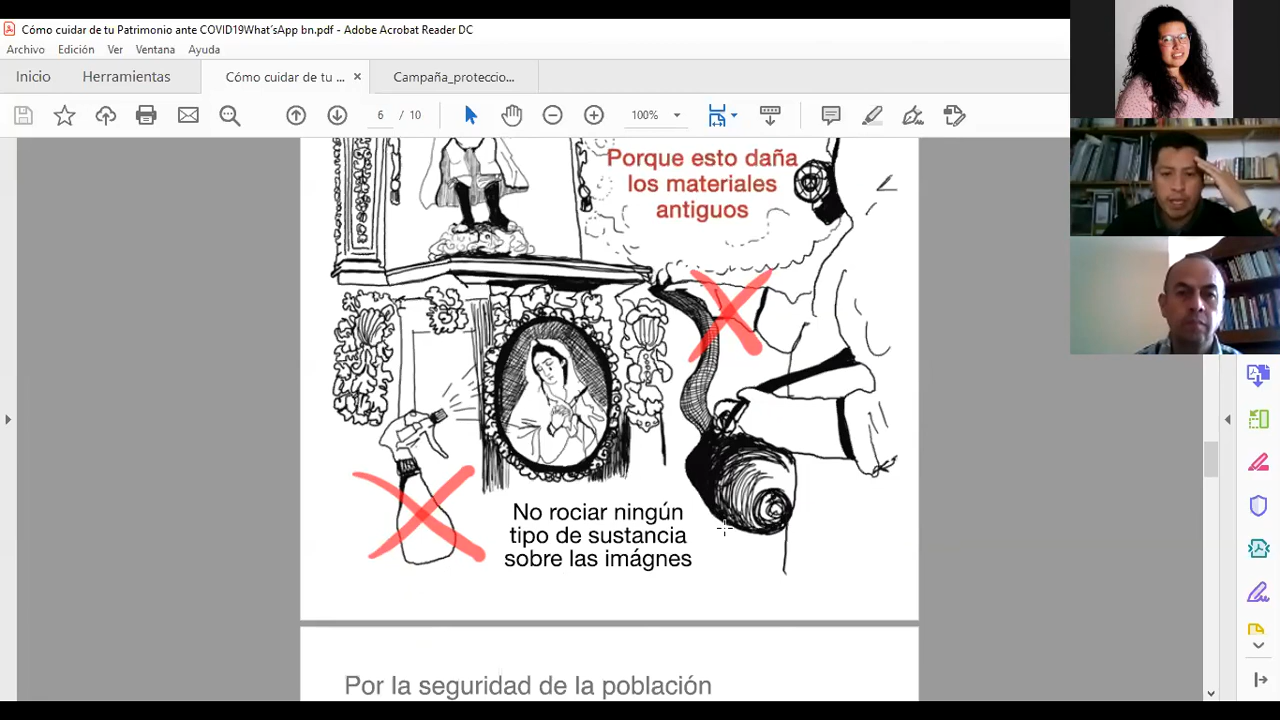 Cómo cuidar de tu Patrimonio ante COVID19What´sApp bn.pdf - Adobe Acrobat Reader DC
Archivo Edición Ver Ventana Ayuda
Inicio Herramientas Cómo cuidar de tu ... × Campaña_proteccio...
6 / 10 100%
Porque esto daña
los materiales
antiguos
No rociar ningún
tipo de sustancia
sobre las imágnes
Por la seguridad de la población